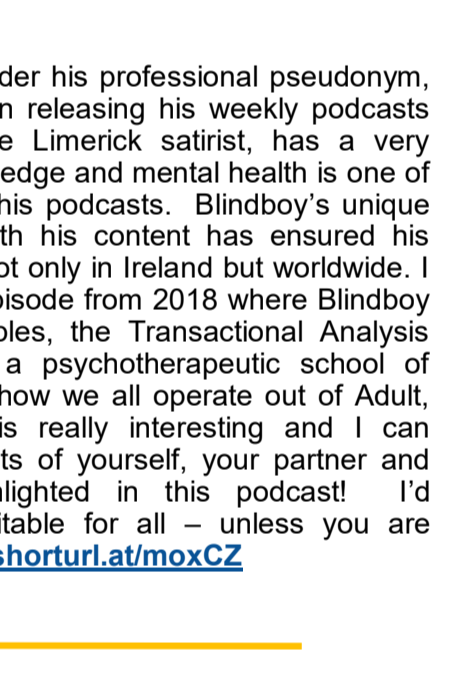 der his professional pseudonym,
n releasing his weekly podcasts
e Limerick satirist, has a very
edge and mental health is one of
his podcasts. Blindboy’s unique
th his content has ensured his
ot only in Ireland but worldwide. I
pisode from 2018 where Blindboy
ples, the Transactional Analysis
a psychotherapeutic school of
how we all operate out of Adult,
is really interesting and I can
ts of yourself, your partner and
lighted in this podcast! I’d
itable for all – unless you are
shorturl.at/moxCZ